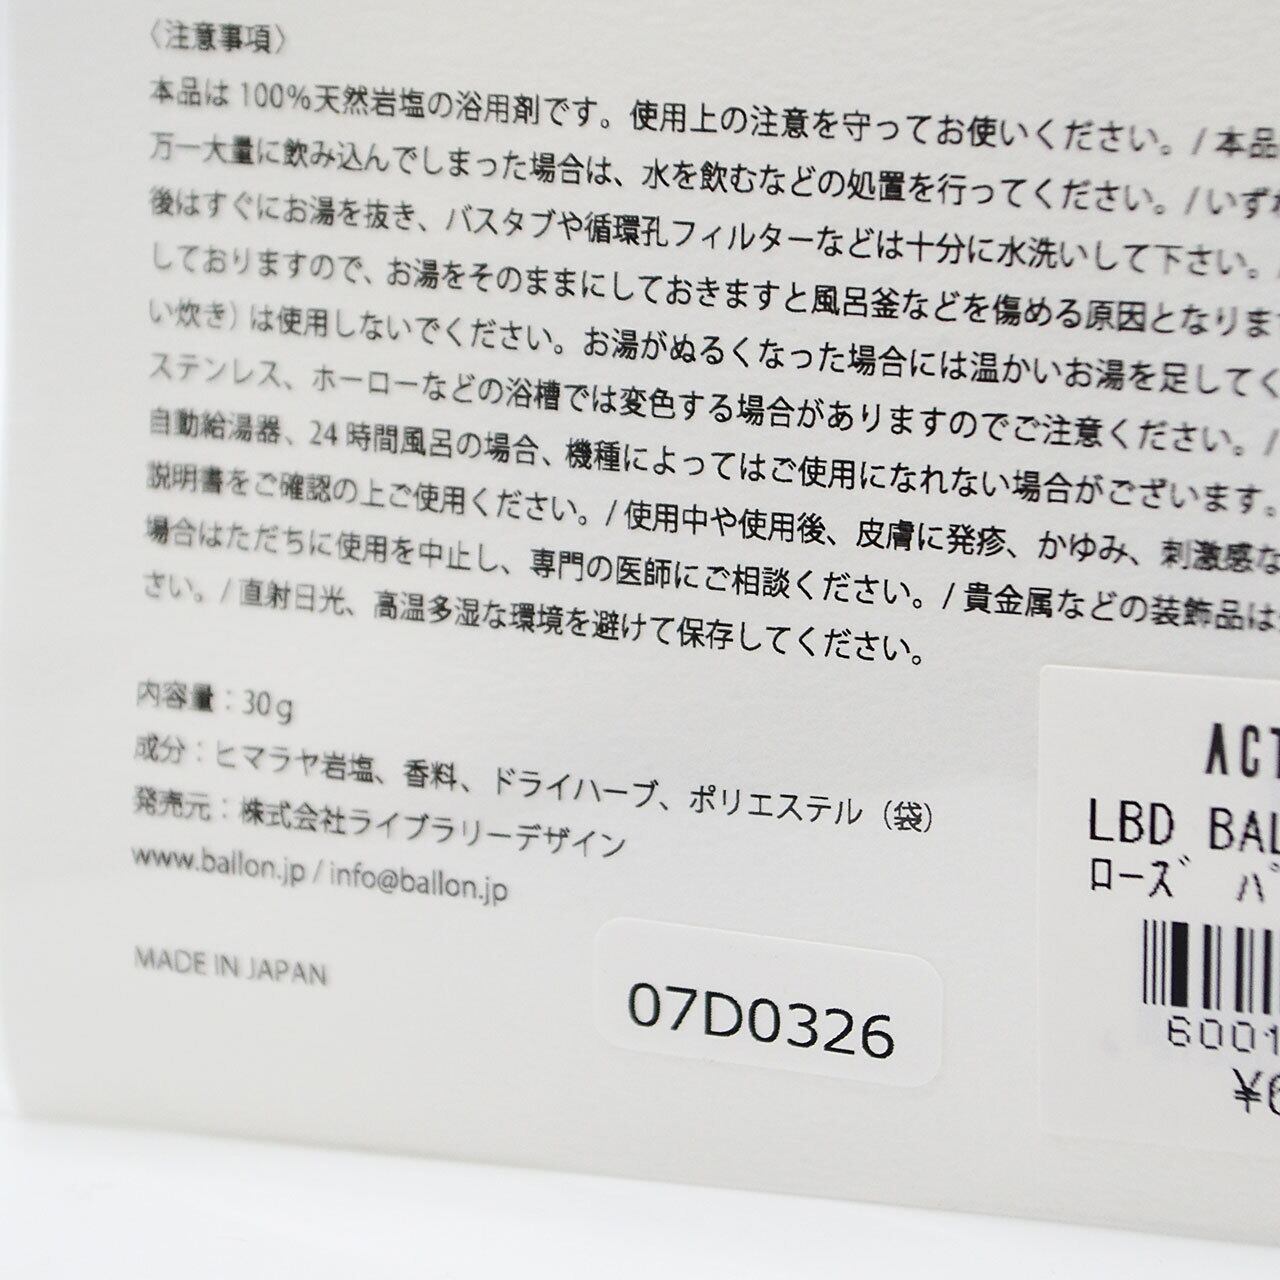 〈注意事項〉
本品は100%天然岩塩の浴用剤です。使用上の注意を守ってお使いください。/ 本品
万一大量に飲み込んでしまった場合は、水を飲むなどの処置を行ってください。/ いずれ
後はすぐにお湯を抜き、バスタブや循環孔フィルターなどは十分に水洗いして下さい。
しておりますので、お湯をそのままにしておきますと風呂釜などを傷める原因となりま
い炊き）は使用しないでください。お湯がぬるくなった場合には温かいお湯を足してく
ステンレス、ホーローなどの浴槽では変色する場合がありますのでご注意ください。/
自動給湯器、24時間風呂の場合、機種によってはご使用になれない場合がございます。
説明書をご確認の上ご使用ください。/ 使用中や使用後、皮膚に発疹、かゆみ、刺激感な
場合はただちに使用を中止し、専門の医師にご相談ください。/ 貴金属などの装飾品は
さい。/ 直射日光、高温多湿な環境を避けて保存してください。
内容量：30g
成分：ヒマラヤ岩塩、香料、ドライハーブ、ポリエステル（袋）
発売元：株式会社ライブラリーデザイン
www.ballon.jp / info@ballon.jp
MADE IN JAPAN
07D0326
ACT
LBD BAL
ﾛｰｽﾞ ﾊﾞ
6001
¥6